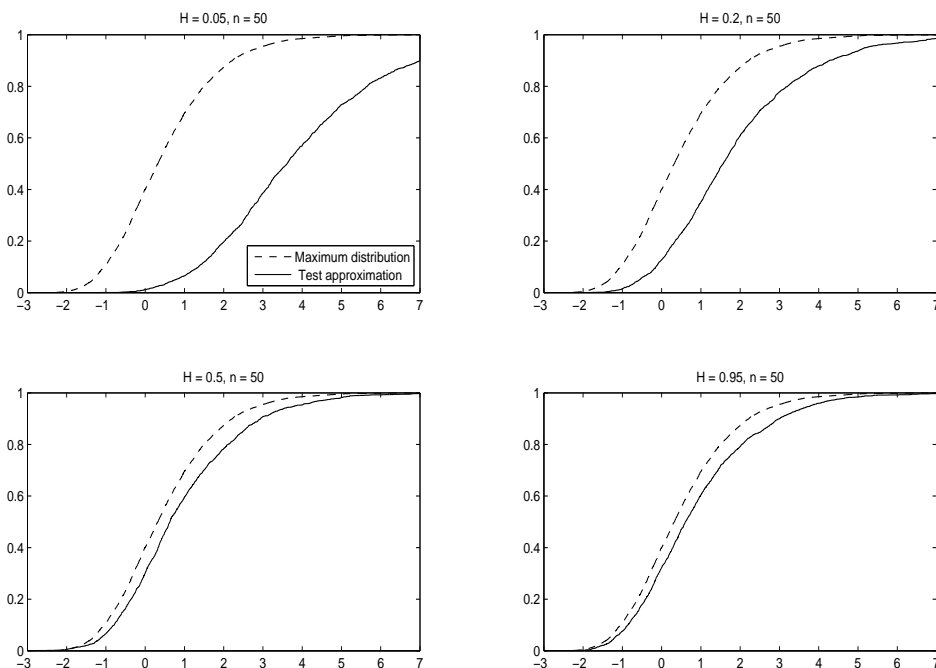 H = 0.05, n = 50
1
0.8
0.6
0.4
0.2
0
−3 −2 −1 0 1 2 3 4 5 6 7
Maximum distribution
Test approximation
H = 0.2, n = 50
1
0.8
0.6
0.4
0.2
0
−3 −2 −1 0 1 2 3 4 5 6 7
H = 0.5, n = 50
1
0.8
0.6
0.4
0.2
0
−3 −2 −1 0 1 2 3 4 5 6 7
H = 0.95, n = 50
1
0.8
0.6
0.4
0.2
0
−3 −2 −1 0 1 2 3 4 5 6 7